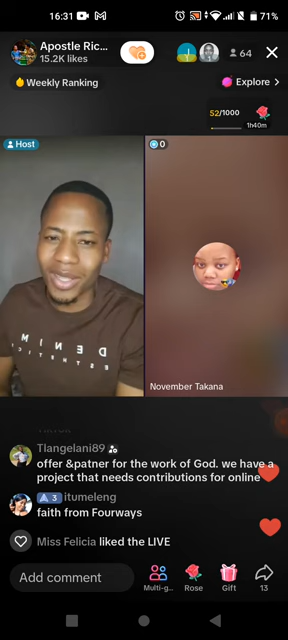 16:31
71%
Apostle Ric...
15.2K likes
64
Weekly Ranking
Explore >
52/1000
1h40m
Host
0
DENIM
ESTHETIC
November Takana
Tlangelani89
offer &patner for the work of God. we have a
project that needs contributions for online
3 itumeleng
faith from Fourways
Miss Felicia liked the LIVE
Add comment
Multi-g...
Rose
Gift
13